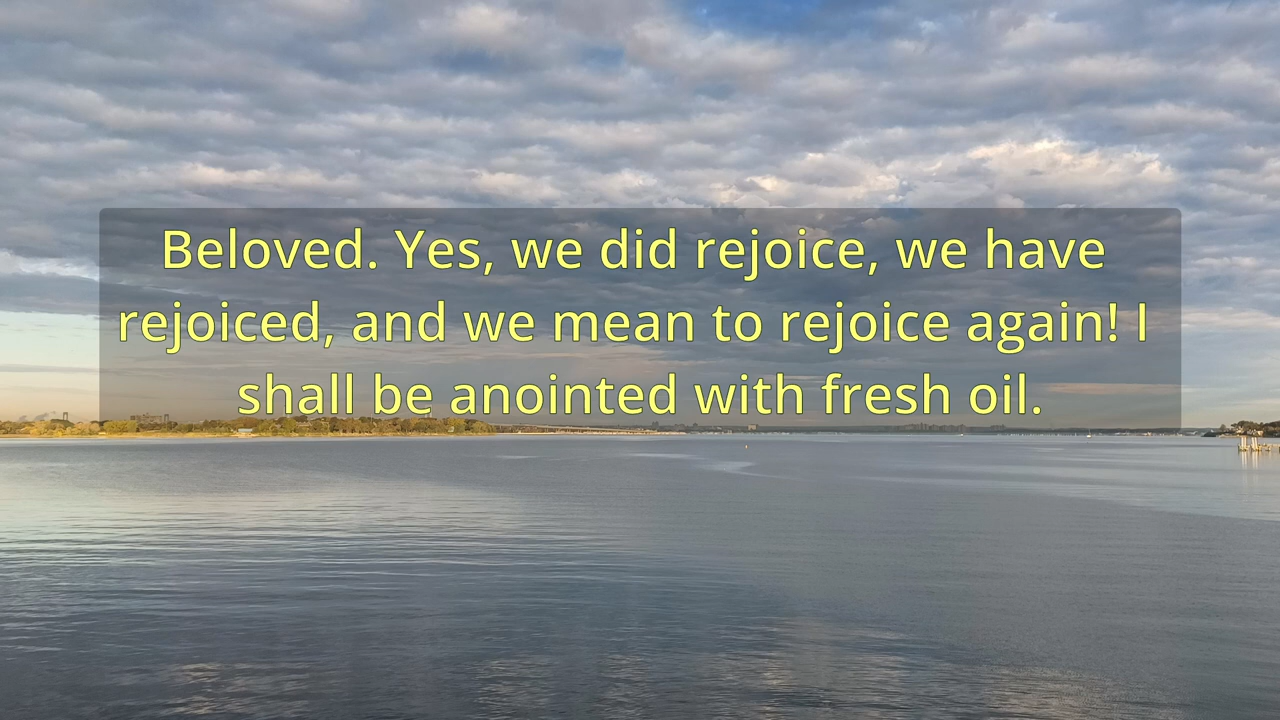 Beloved. Yes, we did rejoice, we have
rejoiced, and we mean to rejoice again! I
shall be anointed with fresh oil.